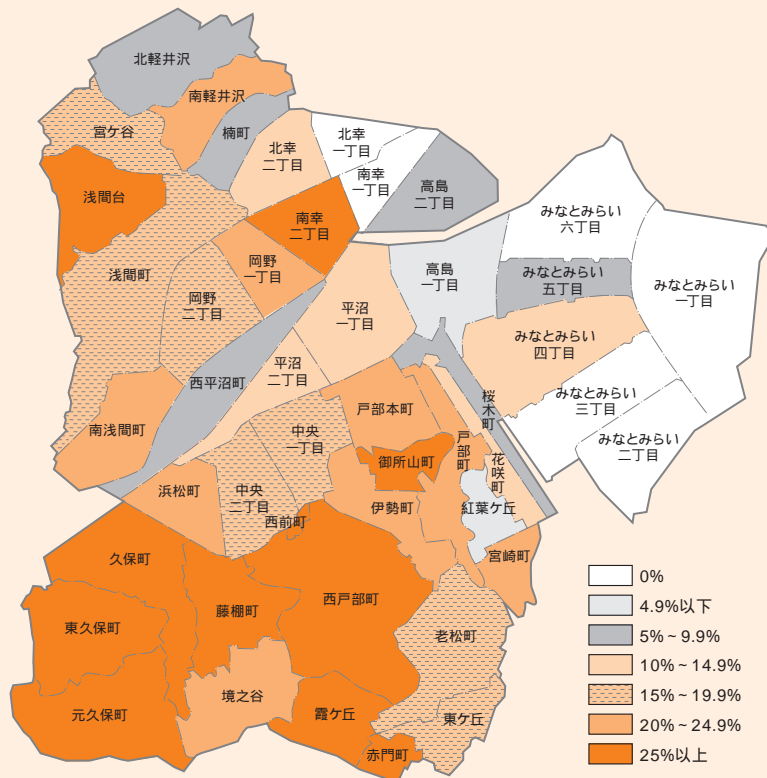 北軽井沢
南軽井沢
宮ケ谷
楠町
北幸
二丁目
北幸
一丁目
南幸
一丁目
高島
二丁目
浅間台
南幸
二丁目
みなとみらい
六丁目
浅間町
岡野
一丁目
高島
一丁目
みなとみらい
五丁目
みなとみらい
一丁目
岡野
二丁目
平沼
一丁目
みなとみらい
四丁目
西平沼町
平沼
二丁目
みなとみらい
三丁目
桜木町
戸部本町
南浅間町
中央
一丁目
みなとみらい
二丁目
戸部町
花咲町
御所山町
浜松町
中央
二丁目
西前町
伊勢町
紅葉ケ丘
宮崎町
久保町
藤棚町
西戸部町
東久保町
老松町
境之谷
元久保町
霞ケ丘
東ケ丘
赤門町
0%
4.9%以下
5%~9.9%
10%~14.9%
15%~19.9%
20%~24.9%
25%以上